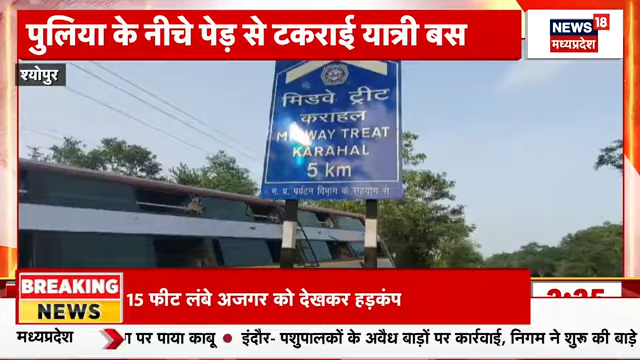 पुलिया के नीचे पेड़ से टकराई यात्री बस
NEWS 18
मध्यप्रदेश
श्योपुर
मिडवे ट्रीट
कराहल
MIDWAY TREAT
KARAHAL
5 km
म. प्र. पर्यटन विभाग के सहयोग से
BREAKING
NEWS
15 फीट लंबे अजगर को देखकर हड़कंप
मध्यप्रदेश
ग पर पाया काबू • इंदौर- पशुपालकों के अवैध बाड़ों पर कार्रवाई, निगम ने शुरू की बाड़े